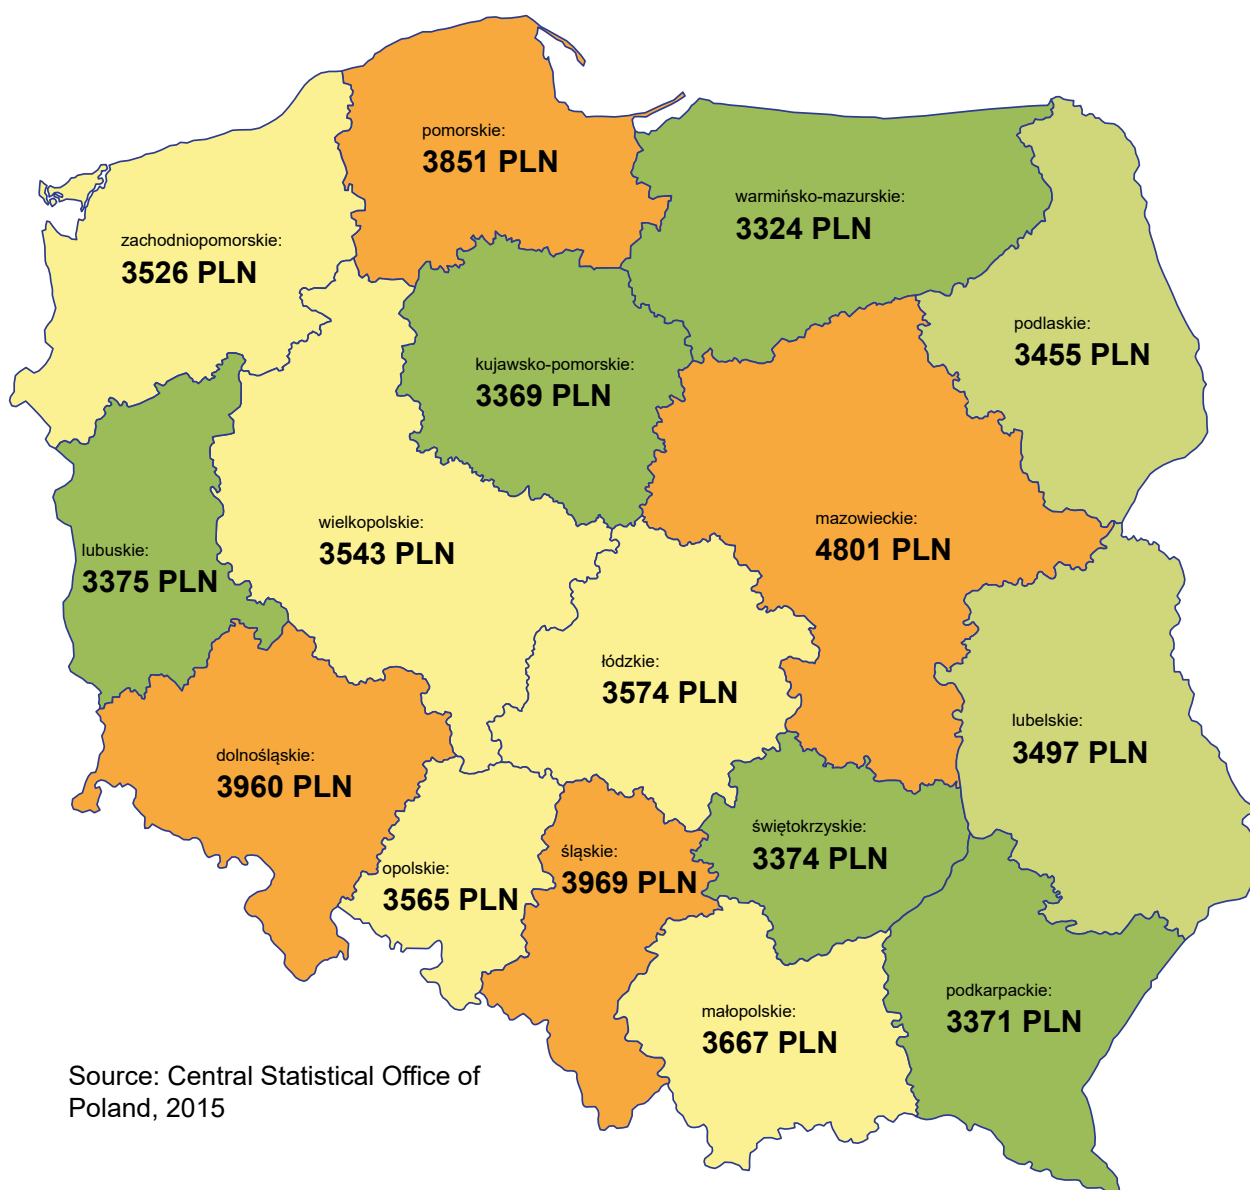 pomorskie:
3851 PLN
warmińsko-mazurskie:
3324 PLN
zachodniopomorskie:
3526 PLN
podlaskie:
3455 PLN
kujawsko-pomorskie:
3369 PLN
wielkopolskie:
3543 PLN
mazowieckie:
4801 PLN
lubuskie:
3375 PLN
łódzkie:
3574 PLN
lubelskie:
3497 PLN
dolnośląskie:
3960 PLN
świętokrzyskie:
3374 PLN
śląskie:
3969 PLN
opolskie:
3565 PLN
podkarpackie:
3371 PLN
małopolskie:
3667 PLN
Source: Central Statistical Office of
Poland, 2015